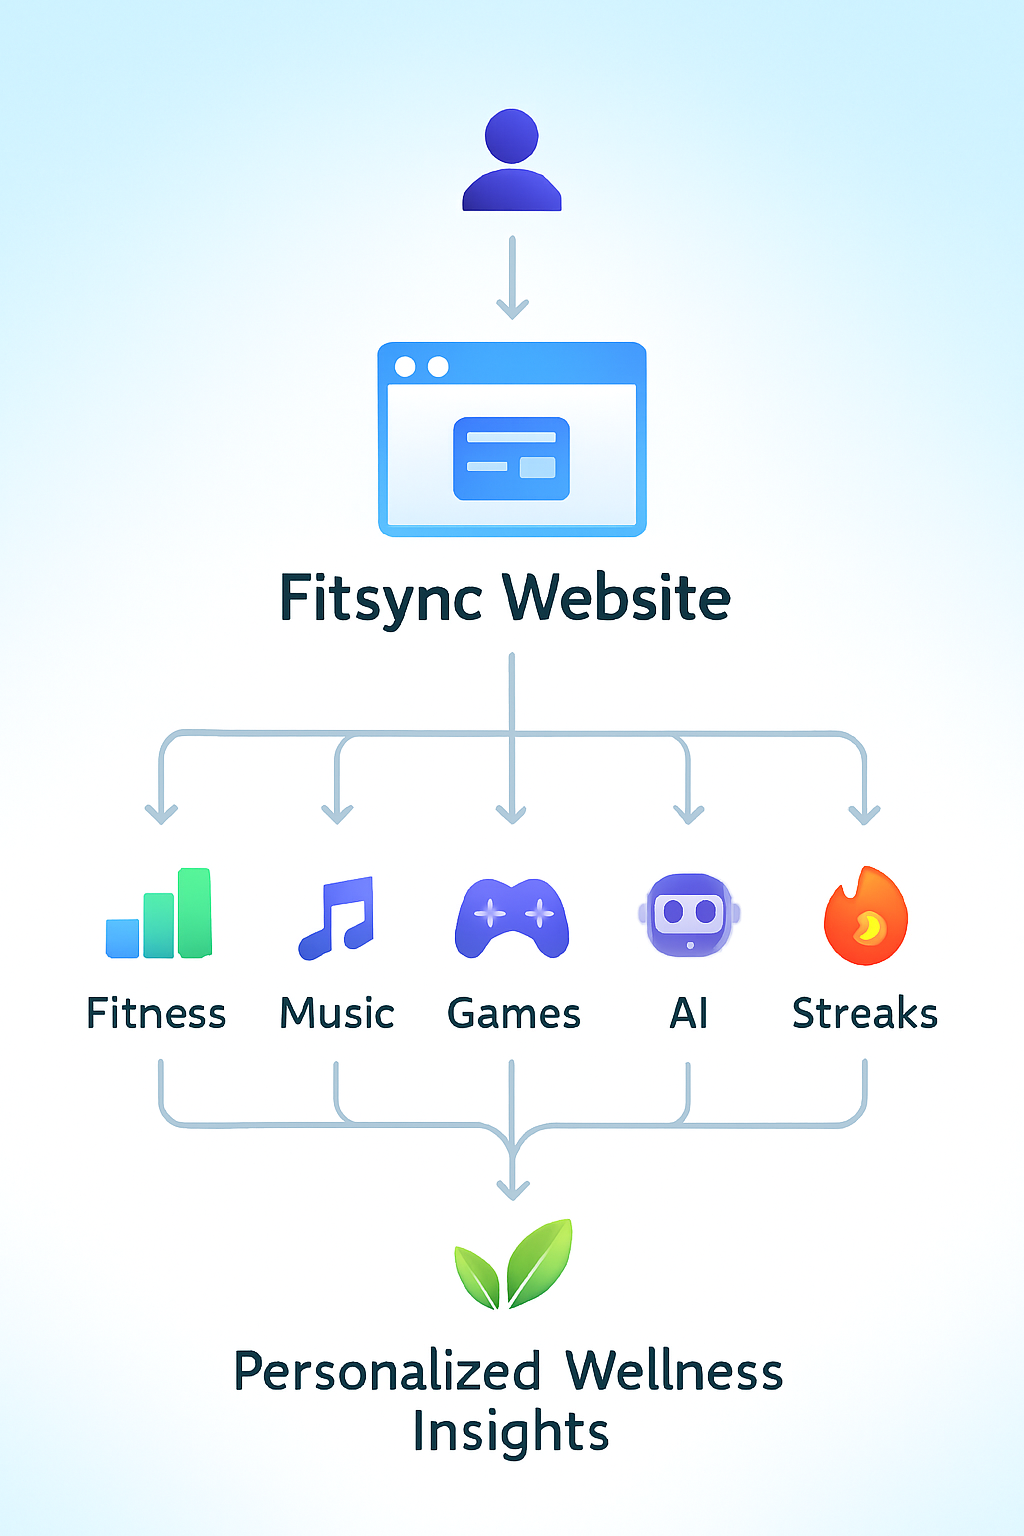 Fitsync Website
Fitness Music Games AI Streaks
Personalized Wellness
Insights